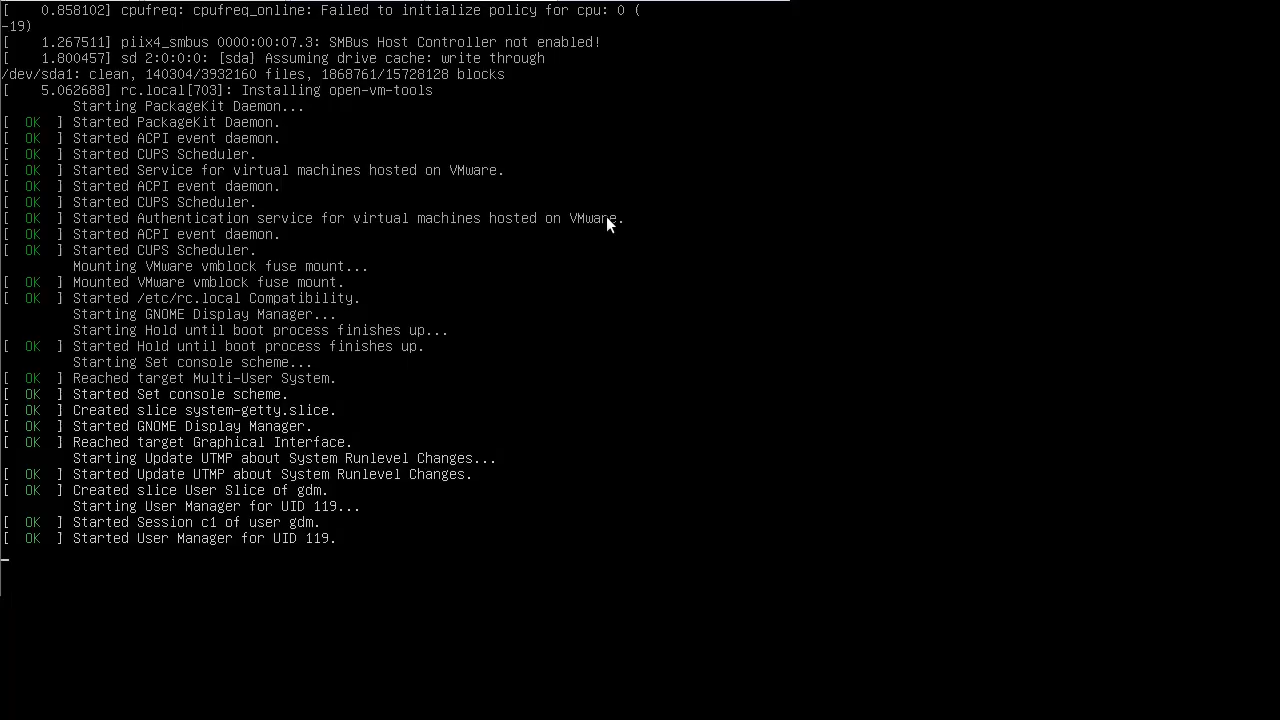 [    0.858102] cpufreq: cpufreq_online: Failed to initialize policy for cpu: 0 (
-19)
[    1.267511] piix4_smbus 0000:00:07.3: SMBus Host Controller not enabled!
[    1.800457] sd 2:0:0:0: [sda] Assuming drive cache: write through
/dev/sda1: clean, 140304/3932160 files, 1868761/15728128 blocks
[    5.062688] rc.local[703]: Installing open-vm-tools
         Starting PackageKit Daemon...
[  OK  ] Started PackageKit Daemon.
[  OK  ] Started ACPI event daemon.
[  OK  ] Started CUPS Scheduler.
[  OK  ] Started Service for virtual machines hosted on VMware.
[  OK  ] Started ACPI event daemon.
[  OK  ] Started CUPS Scheduler.
[  OK  ] Started Authentication service for virtual machines hosted on VMware.
[  OK  ] Started ACPI event daemon.
[  OK  ] Started CUPS Scheduler.
         Mounting VMware vmblock fuse mount...
[  OK  ] Mounted VMware vmblock fuse mount.
[  OK  ] Started /etc/rc.local Compatibility.
         Starting GNOME Display Manager...
         Starting Hold until boot process finishes up...
[  OK  ] Started Hold until boot process finishes up.
         Starting Set console scheme...
[  OK  ] Reached target Multi-User System.
[  OK  ] Started Set console scheme.
[  OK  ] Created slice system-getty.slice.
[  OK  ] Started GNOME Display Manager.
[  OK  ] Reached target Graphical Interface.
         Starting Update UTMP about System Runlevel Changes...
[  OK  ] Started Update UTMP about System Runlevel Changes.
[  OK  ] Created slice User Slice of gdm.
         Starting User Manager for UID 119...
[  OK  ] Started Session c1 of user gdm.
[  OK  ] Started User Manager for UID 119.